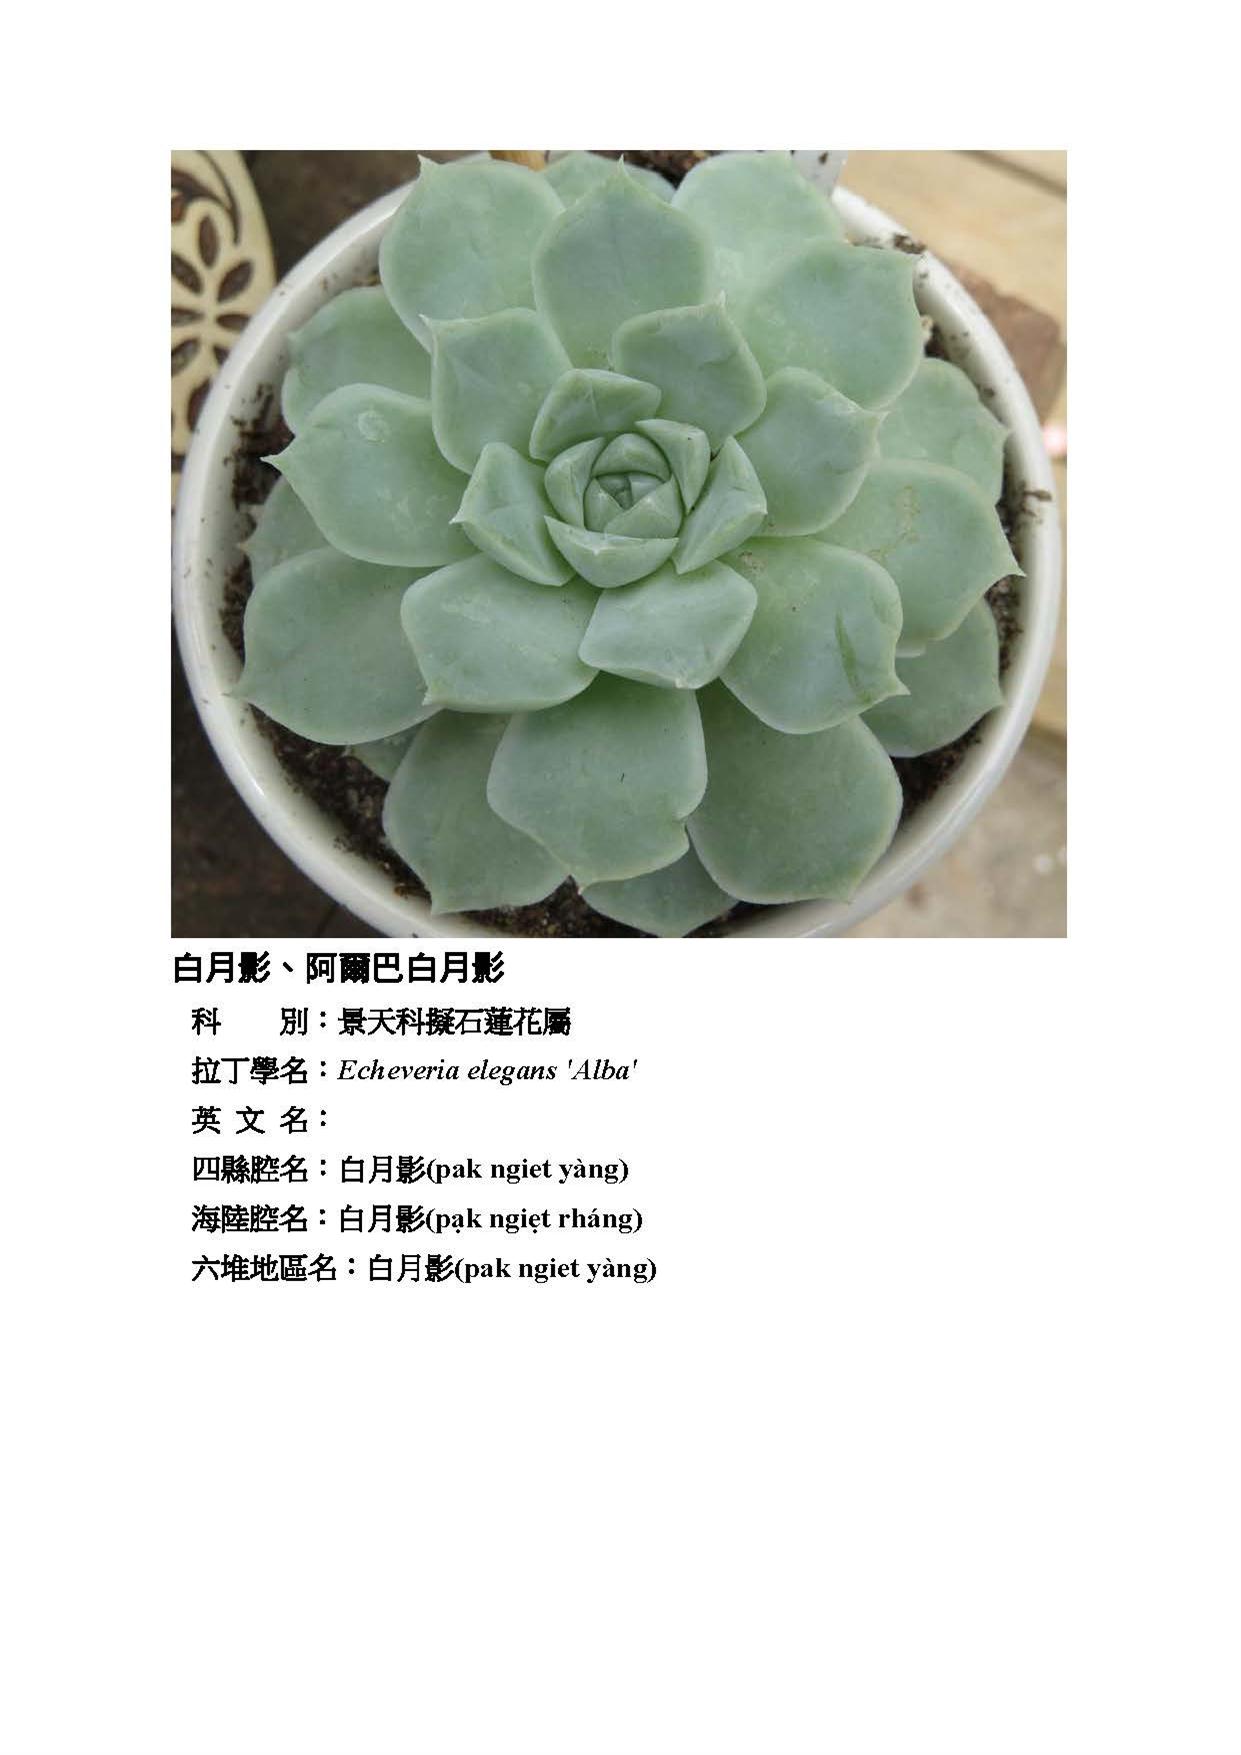 白月影、阿爾巴白月影
科　　別：景天科擬石蓮花屬
拉丁學名：Echeveria elegans 'Alba'
英 文 名：
四縣腔名：白月影(pak ngiet yàng)
海陸腔名：白月影(pa̠k ngie̠t rháng)
六堆地區名：白月影(pak ngiet yàng)